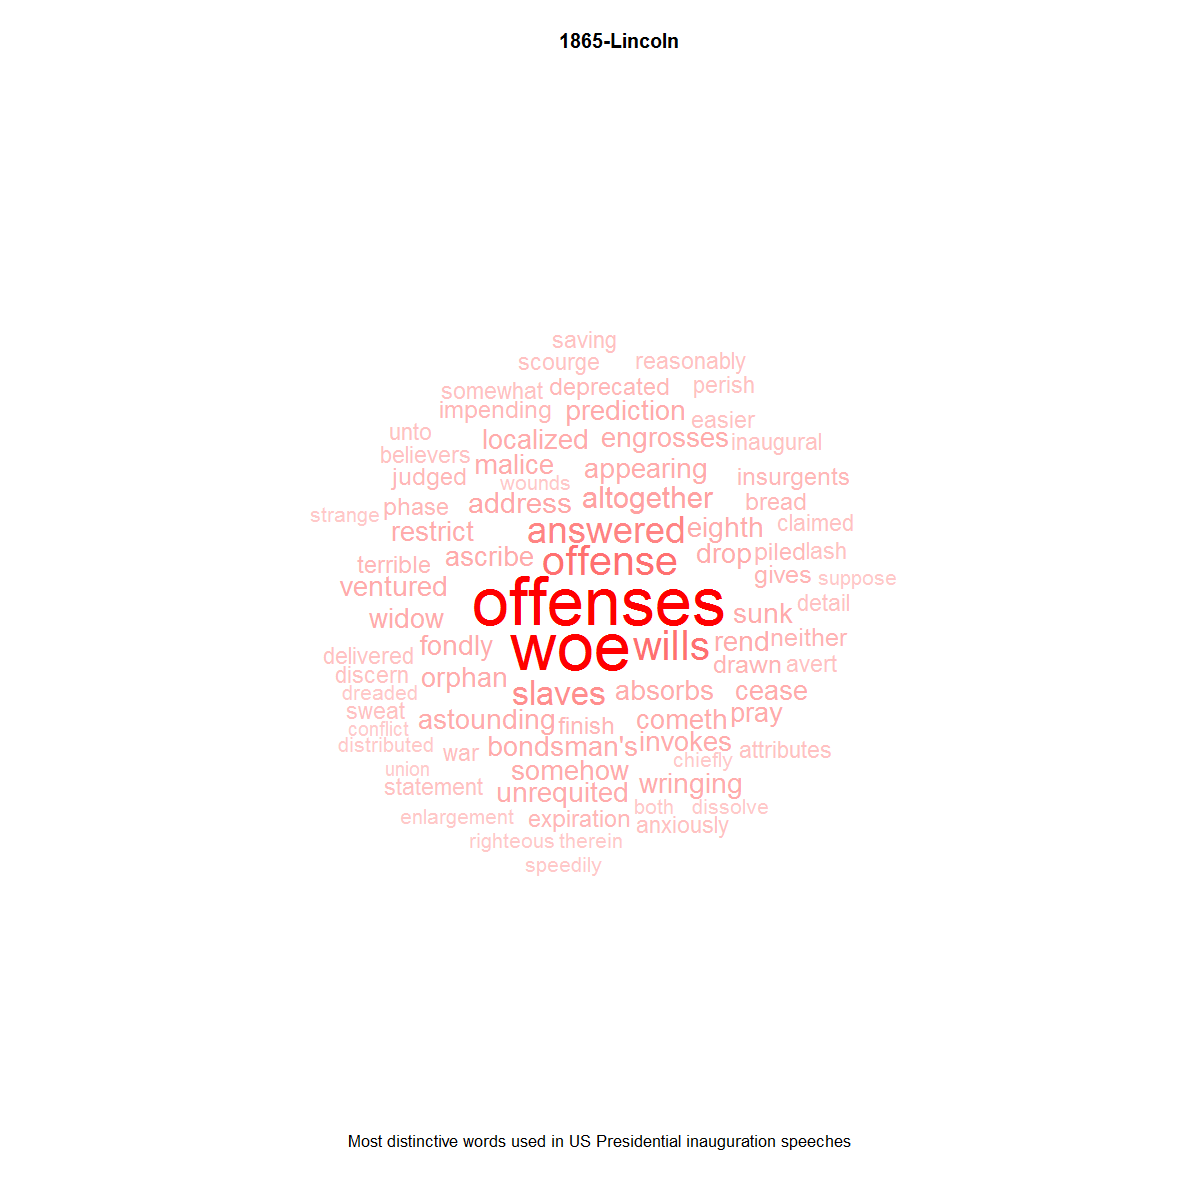 1865-Lincoln
saving
scourge reasonably
somewhat deprecated perish
impending prediction easier
unto localized engrosses inaugural
believers malice appearing insurgents
judged wounds altogether bread
strange phase address claimed
restrict answered eighth
terrible ascribe offense drop piled lash
ventured gives suppose
widow offenses sunk detail
fondly woe wills rend neither
delivered drawn avert
discern orphan slaves absorbs cease
dreaded
sweat astounding finish cometh pray
conflict
distributed war bondsman's invokes attributes
union somehow chiefly
statement unrequited wringing
enlargement expiration both dissolve
anxiously
righteous therein
speedily
Most distinctive words used in US Presidential inauguration speeches